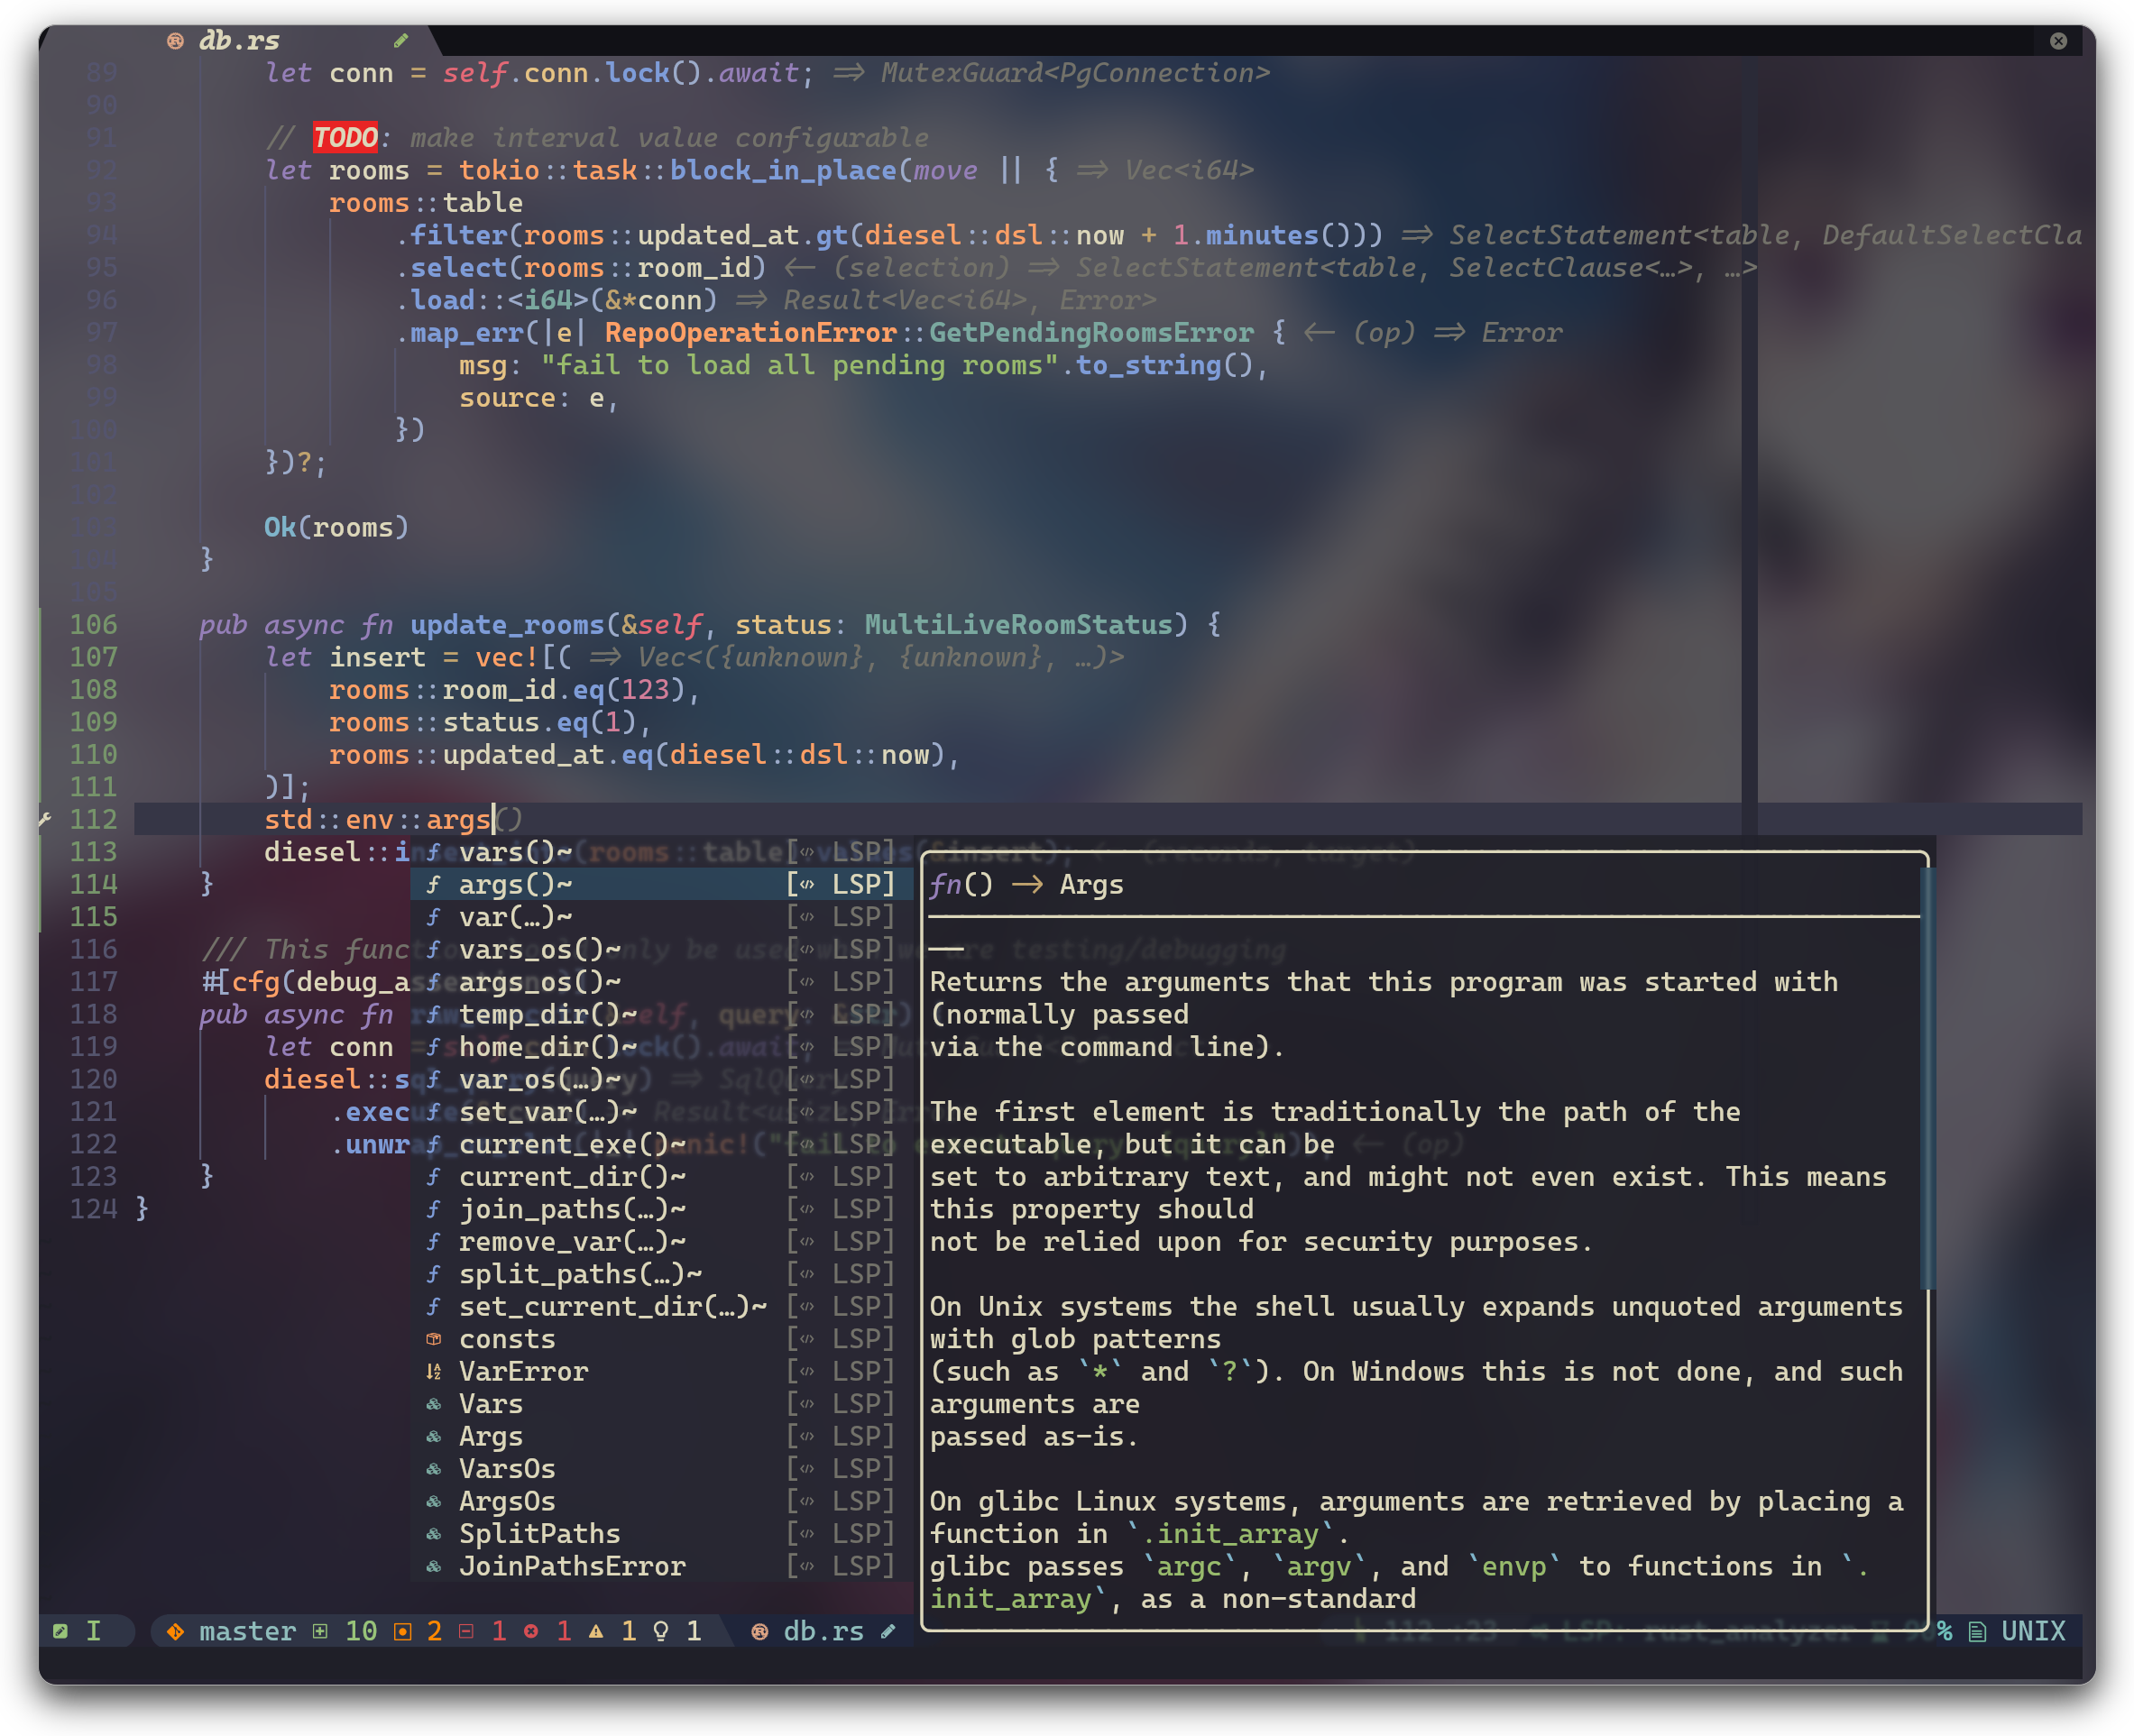 db.rs
89 let conn = self.conn.lock().await; => MutexGuard<PgConnection>
90
91 // TODO: make interval value configurable
92 let rooms = tokio::task::block_in_place(move || { => Vec<i64>
93 rooms::table
94 .filter(rooms::updated_at.gt(diesel::dsl::now + 1.minutes())) => SelectStatement<table, DefaultSelectCla
95 .select(rooms::room_id) <- (selection) => SelectStatement<table, SelectClause<…>, …>
96 .load::<i64>(&*conn) => Result<Vec<i64>, Error>
97 .map_err(|e| RepoOperationError::GetPendingRoomsError { <- (op) => Error
98 msg: "fail to load all pending rooms".to_string(),
99 source: e,
100 })
101 })?;
102
103 Ok(rooms)
104 }
105
106 pub async fn update_rooms(&self, status: MultiLiveRoomStatus) {
107 let insert = vec![( => Vec<({unknown}, {unknown}, …)>
108 rooms::room_id.eq(123),
109 rooms::status.eq(1),
110 rooms::updated_at.eq(diesel::dsl::now),
111 )];
112 std::env::args()
113 diesel::i
114 }
115
116 /// This func only be used when we are testing/debugging
117 #[cfg(debug_a
118 pub async fn
119 let conn
120 diesel::s
121 .exec
122 .unwr
123 }
124 }
vars()~ [ LSP]
args()~ [ LSP]
var(…)~ [ LSP]
vars_os()~ [ LSP]
args_os()~ [ LSP]
temp_dir()~ [ LSP]
home_dir()~ [ LSP]
var_os(…)~ [ LSP]
set_var(…)~ [ LSP]
current_exe()~ [ LSP]
current_dir()~ [ LSP]
join_paths(…)~ [ LSP]
remove_var(…)~ [ LSP]
split_paths(…)~ [ LSP]
set_current_dir(…)~ [ LSP]
consts [ LSP]
VarError [ LSP]
Vars [ LSP]
Args [ LSP]
VarsOs [ LSP]
ArgsOs [ LSP]
SplitPaths [ LSP]
JoinPathsError [ LSP]
fn() -> Args
Returns the arguments that this program was started with
(normally passed
via the command line).
The first element is traditionally the path of the
executable, but it can be
set to arbitrary text, and might not even exist. This means
this property should
not be relied upon for security purposes.
On Unix systems the shell usually expands unquoted arguments
with glob patterns
(such as `*` and `?`). On Windows this is not done, and such
arguments are
passed as-is.
On glibc Linux systems, arguments are retrieved by placing a
function in `.init_array`.
glibc passes `argc`, `argv`, and `envp` to functions in `.
init_array`, as a non-standard
I master 10 2 1 1 1 1 db.rs 112 :23 LSP: rust_analyzer 90% UNIX